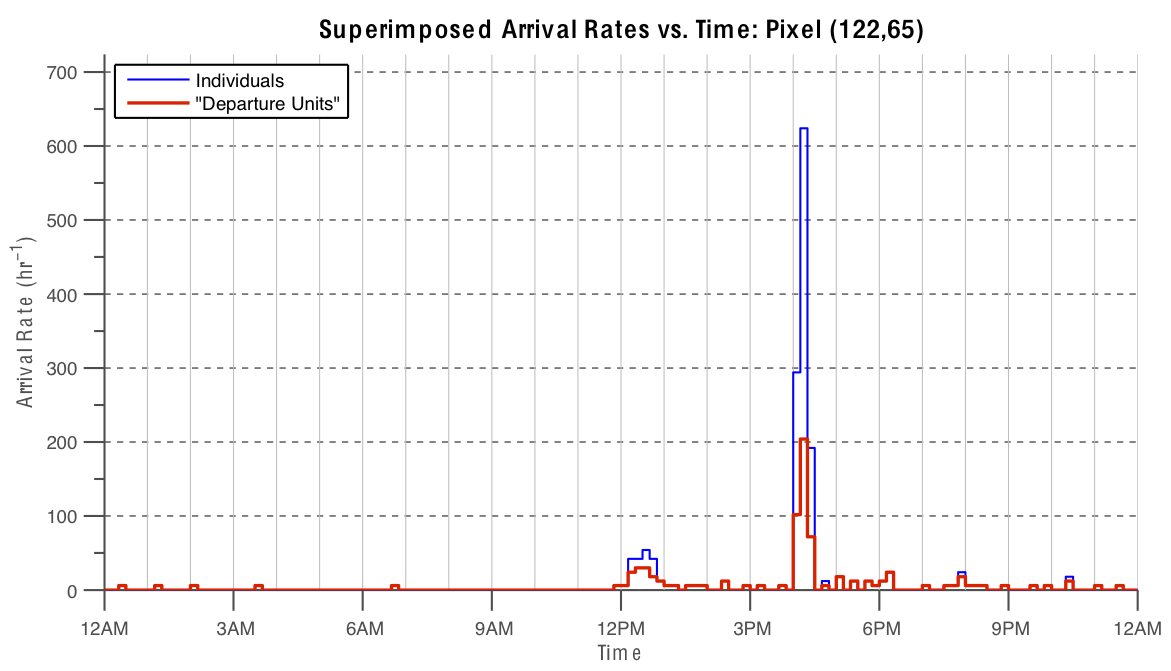 Superimposed Arrival Rates vs. Time: Pixel (122,65)
Individuals
"Departure Units"
700
600
500
400
300
200
100
0
Arrival Rate (hr⁻¹)
12AM 3AM 6AM 9AM 12PM 3PM 6PM 9PM 12AM
Time